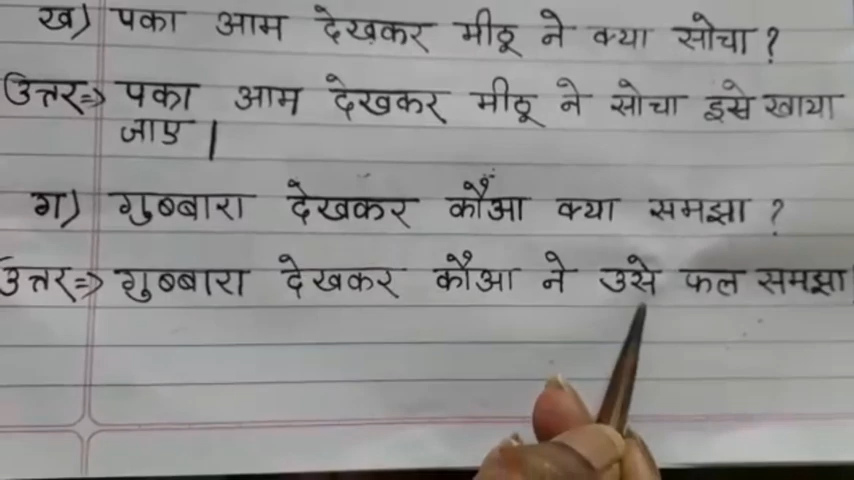 ख) पका आम देखकर मीठू ने क्या सोचा?
उत्तर⇒ पका आम देखकर मीठू ने सोचा इसे खाया
जाए |
ग) गुब्बारा देखकर कौआ क्या समझा ?
उत्तर⇒ गुब्बारा देखकर कौआ ने उसे फल समझा